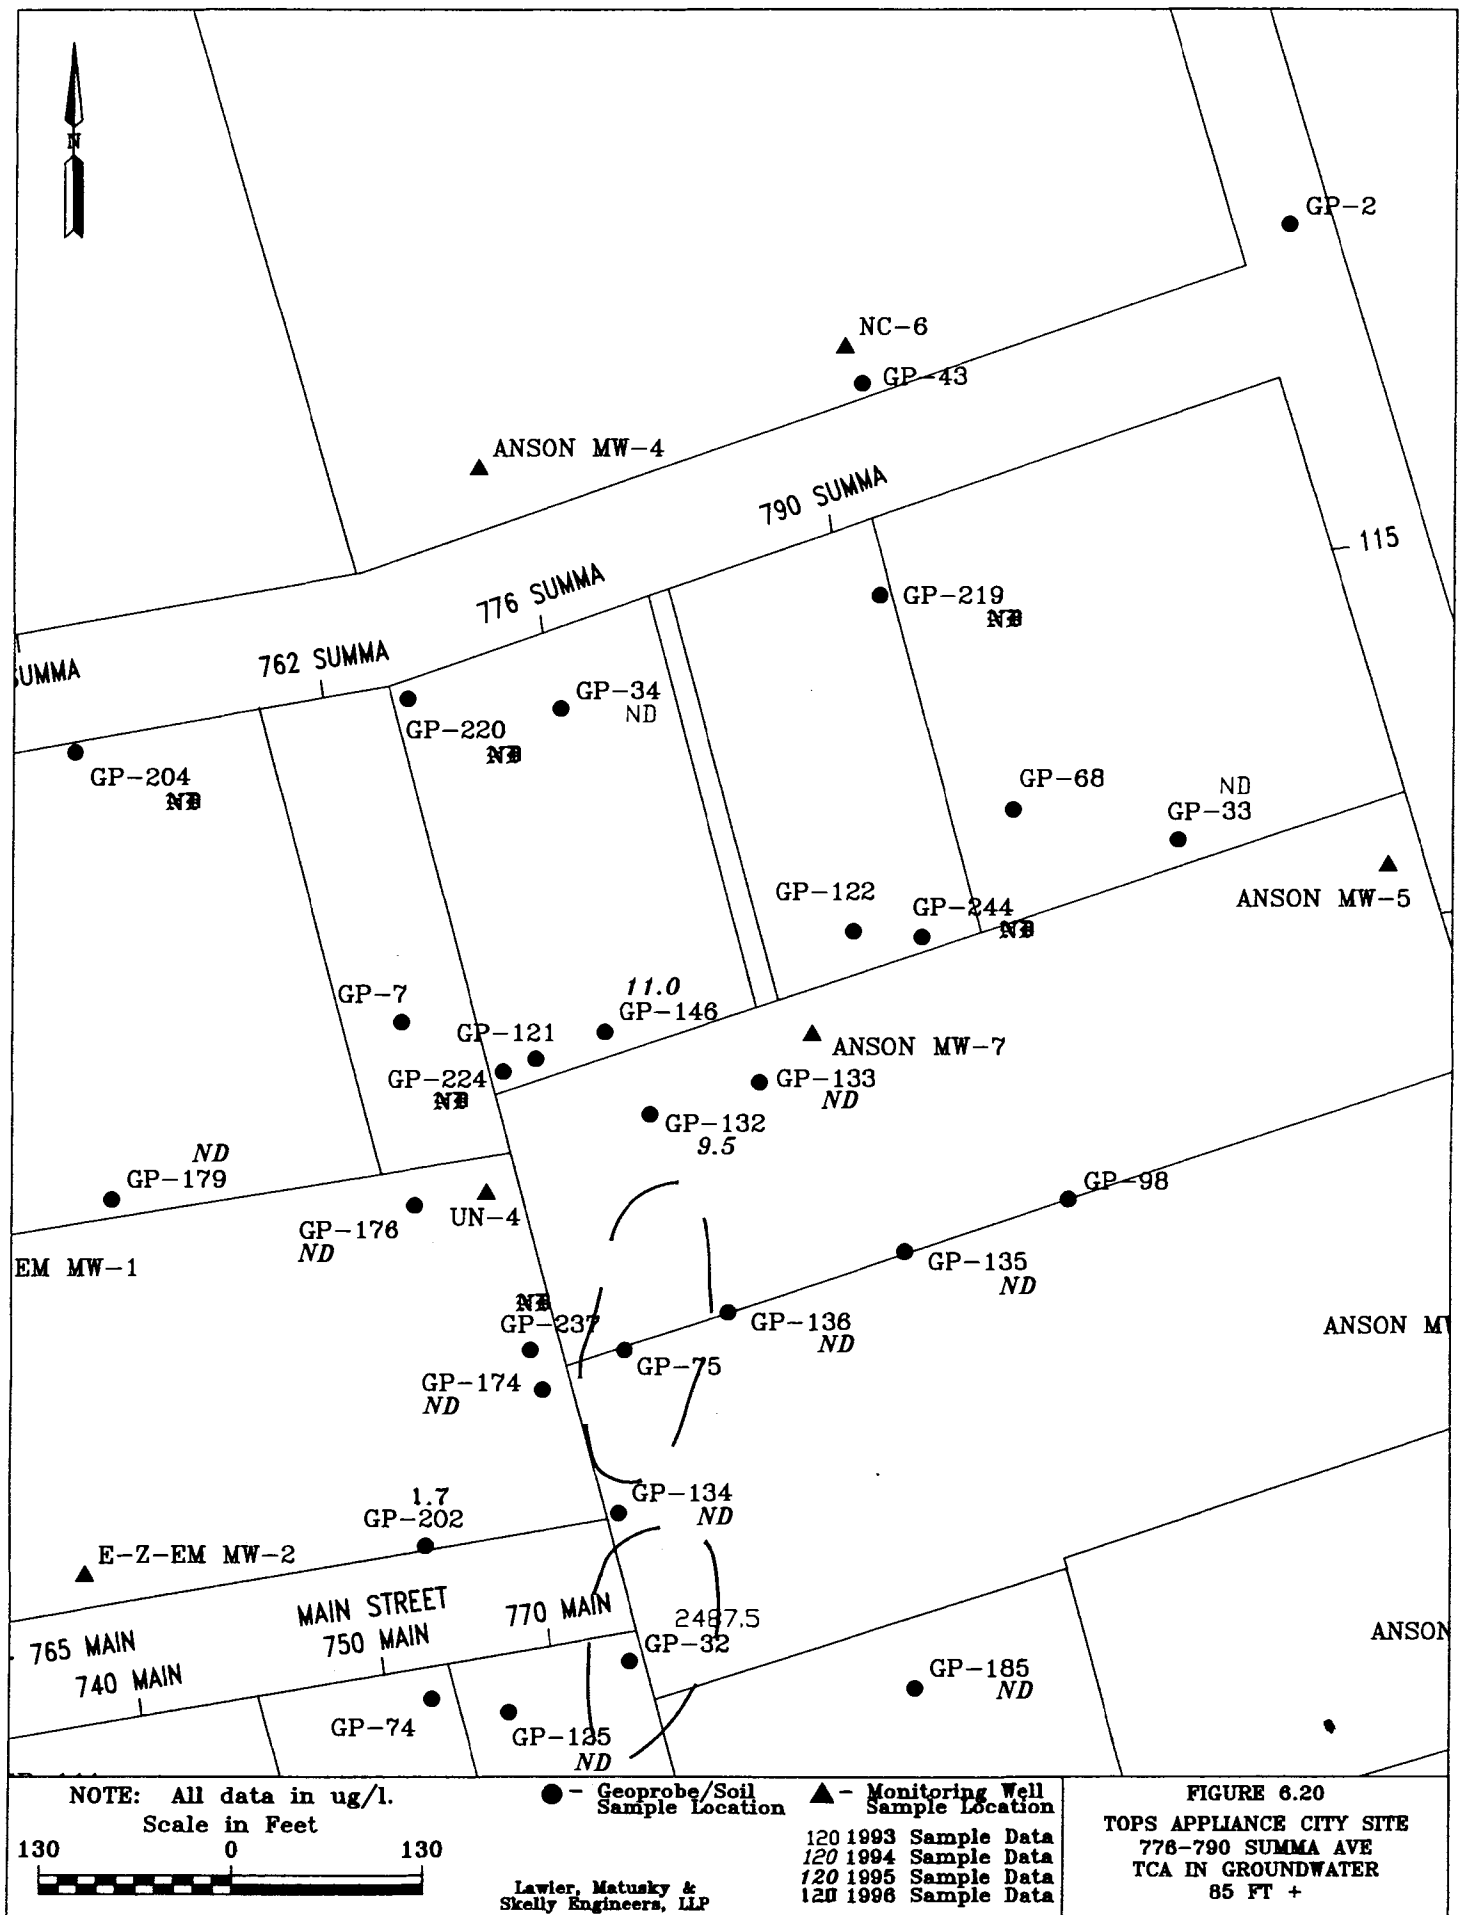 N
GP-2
NC-6
GP-43
ANSON MW-4
790 SUMMA
115
776 SUMMA
GP-219
ND
SUMMA
762 SUMMA
GP-34
ND
GP-220
ND
GP-204
ND
GP-68
ND
GP-33
ANSON MW-5
GP-122
GP-244
ND
GP-7
11.0
GP-146
GP-121
ANSON MW-7
GP-224
ND
GP-133
ND
GP-132
9.5
ND
GP-179
GP-98
GP-176
ND
UN-4
EM MW-1
GP-135
ND
ND
GP-237
GP-136
ND
ANSON MW
GP-75
GP-174
ND
GP-134
ND
1.7
GP-202
E-Z-EM MW-2
MAIN STREET
770 MAIN
2487.5
765 MAIN
750 MAIN
GP-32
ANSON
740 MAIN
GP-185
ND
GP-74
GP-125
ND
NOTE: All data in ug/l.
Scale in Feet
130 0 130
- Geoprobe/Soil
Sample Location
- Monitoring Well
Sample Location
120 1993 Sample Data
120 1994 Sample Data
120 1995 Sample Data
120 1996 Sample Data
Lawler, Matusky &
Skelly Engineers, LLP
FIGURE 6.20
TOPS APPLIANCE CITY SITE
776-790 SUMMA AVE
TCA IN GROUNDWATER
85 FT +